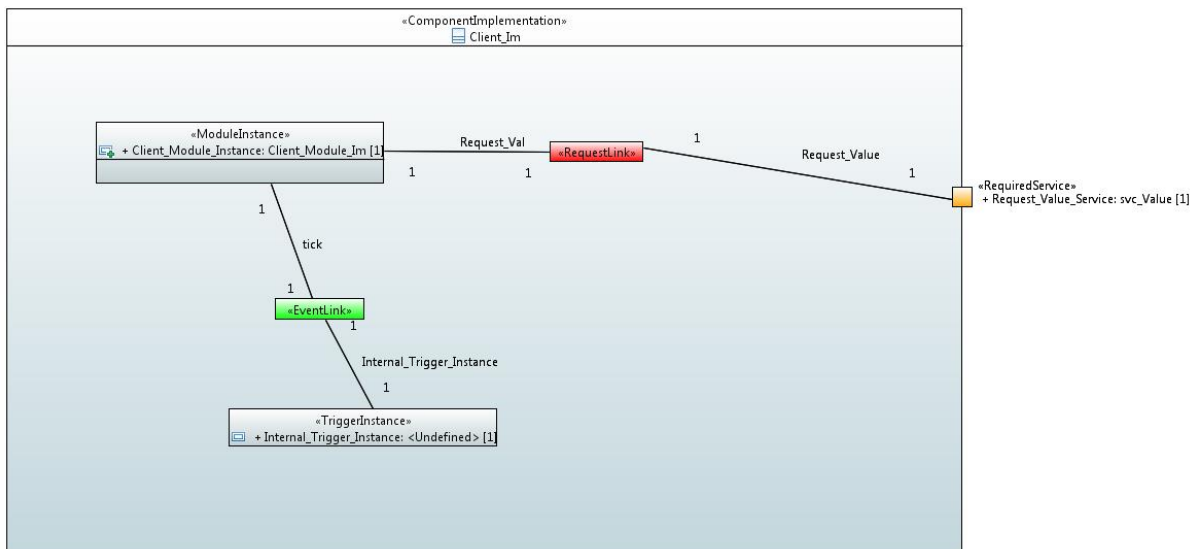 «ComponentImplementation»
Client_Im
«ModuleInstance»
+ Client_Module_Instance: Client_Module_Im [1]
Request_Val
1
1
«RequestLink»
1
Request_Value
1
«RequiredService»
+ Request_Value_Service: svc_Value [1]
1
tick
1
«EventLink»
1
Internal_Trigger_Instance
1
«TriggerInstance»
+ Internal_Trigger_Instance: <Undefined> [1]